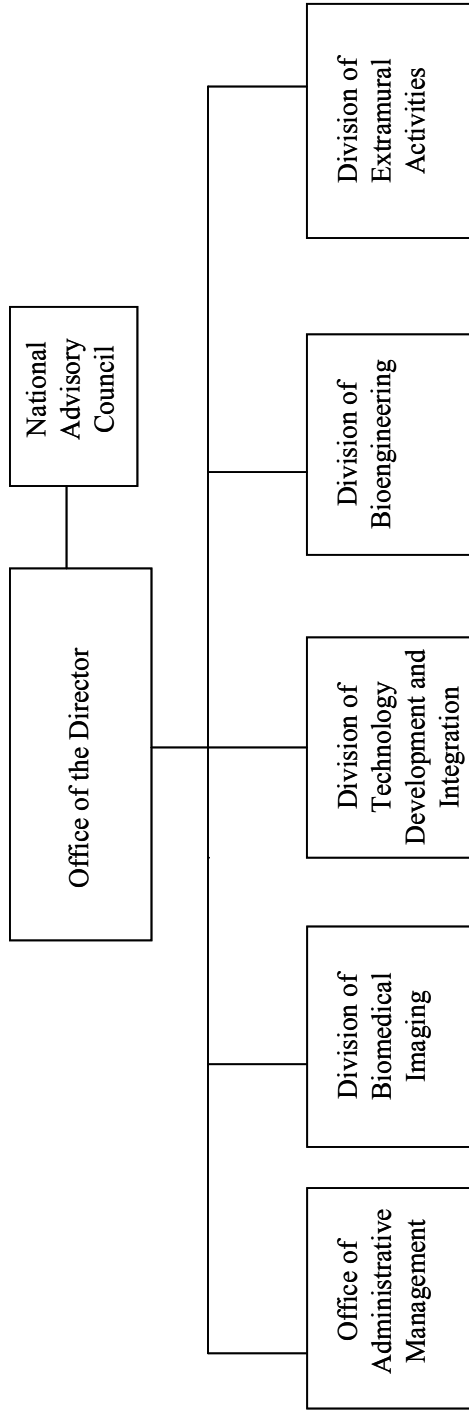 Office of the Director
National
Advisory
Council
Office of
Administrative
Management
Division of
Biomedical
Imaging
Division of
Technology
Development and
Integration
Division of
Bioengineering
Division of
Extramural
Activities